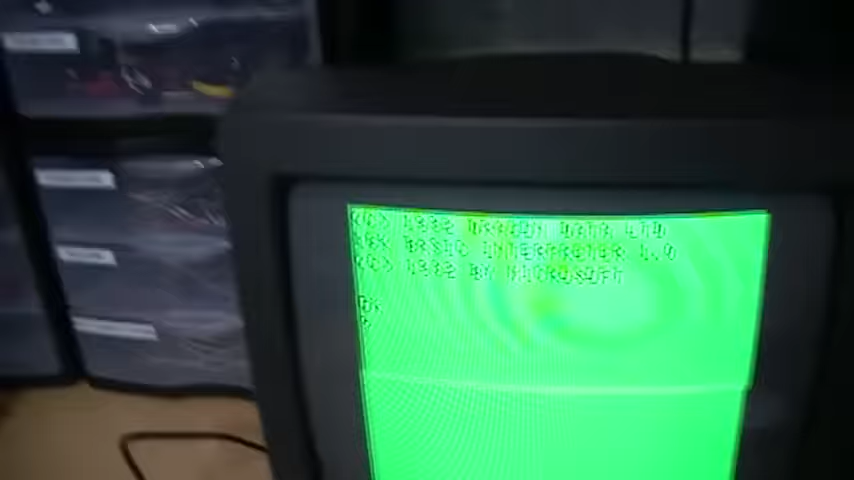 (C) 1982 DRAGON DATA LTD
16K BASIC INTERPRETER 1.0
(C) 1982 BY MICROSOFT
OK